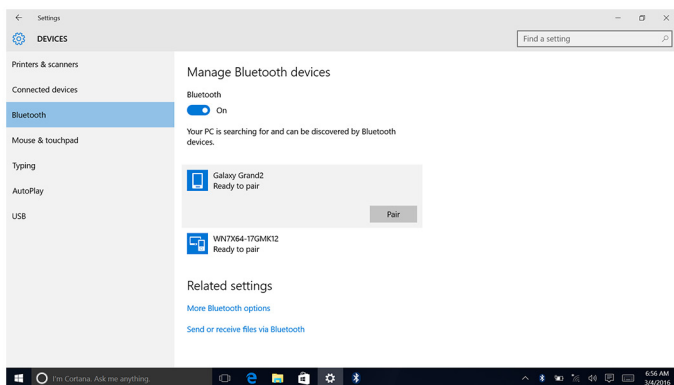 Settings
DEVICES
Find a setting
Printers & scanners
Connected devices
Bluetooth
Mouse & touchpad
Typing
AutoPlay
USB
Manage Bluetooth devices
Bluetooth
On
Your PC is searching for and can be discovered by Bluetooth
devices.
Galaxy Grand2
Ready to pair
Pair
WN7X64-17GMK12
Ready to pair
Related settings
More Bluetooth options
Send or receive files via Bluetooth
I'm Cortana. Ask me anything.
6:56 AM
3/4/2016